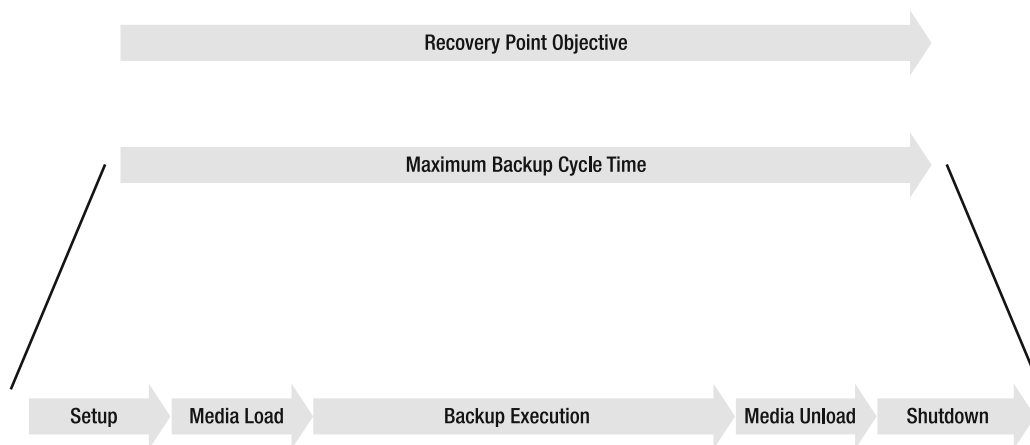 Recovery Point Objective
Maximum Backup Cycle Time
Setup
Media Load
Backup Execution
Media Unload
Shutdown